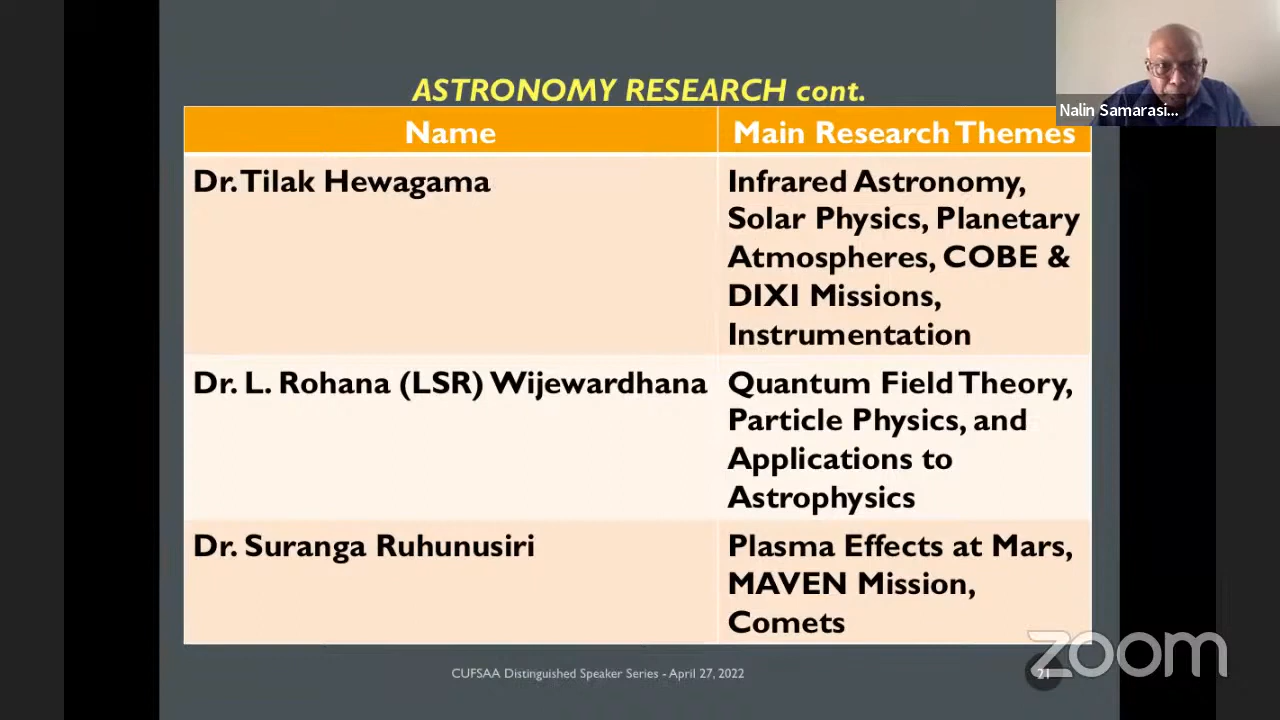 ASTRONOMY RESEARCH cont.
Name
Main Research Themes
Dr. Tilak Hewagama
Infrared Astronomy,
Solar Physics, Planetary
Atmospheres, COBE &
DIXI Missions,
Instrumentation
Dr. L. Rohana (LSR) Wijewardhana
Quantum Field Theory,
Particle Physics, and
Applications to
Astrophysics
Dr. Suranga Ruhunusiri
Plasma Effects at Mars,
MAVEN Mission,
Comets
CUFSAA Distinguished Speaker Series - April 27, 2022
21
zoom
Nalin Samarasi...